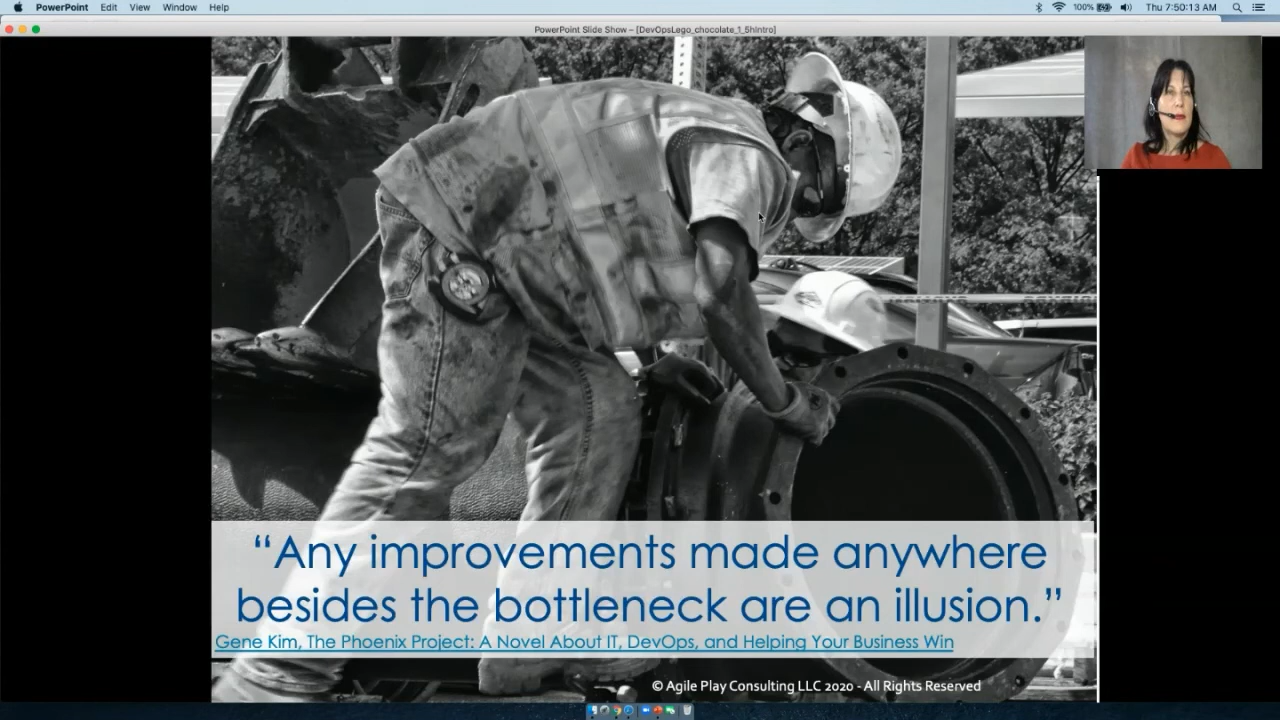 PowerPoint Edit View Window Help
100% Thu 7:50:13 AM
PowerPoint Slide Show - [DevOpsLego_chocolate_1_5hIntro]
“Any improvements made anywhere
besides the bottleneck are an illusion.”
Gene Kim, The Phoenix Project: A Novel About IT, DevOps, and Helping Your Business Win
© Agile Play Consulting LLC 2020 - All Rights Reserved